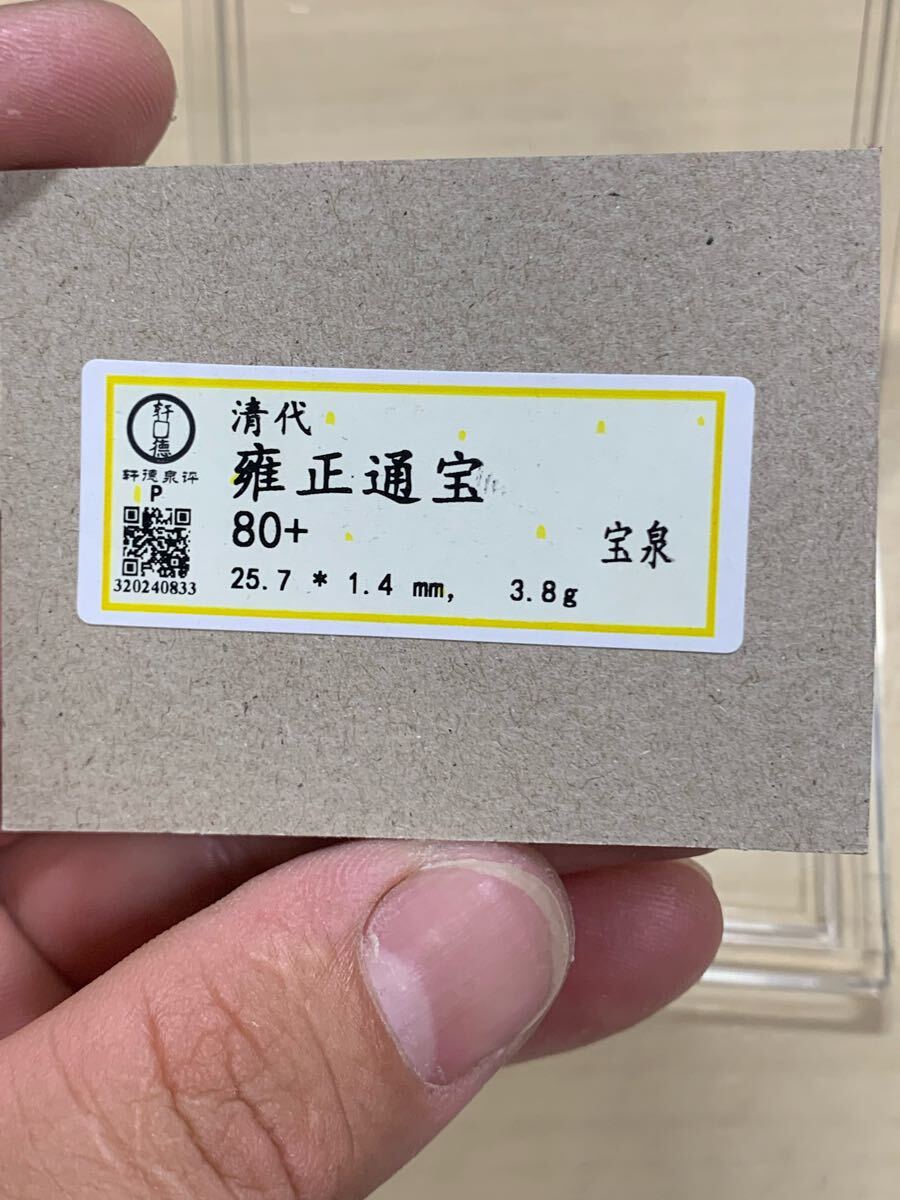 轩德
轩德泉评
P
320240833
清代
雍正通宝
80+
宝泉
25.7 * 1.4 mm, 3.8g